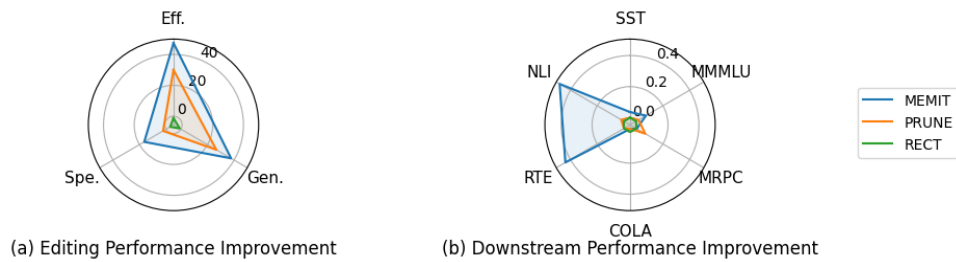 Eff.
40
20
0
Spe.
Gen.
(a) Editing Performance Improvement
SST
0.4
NLI
MMMLU
0.2
0.0
RTE
MRPC
COLA
(b) Downstream Performance Improvement
MEMIT
PRUNE
RECT